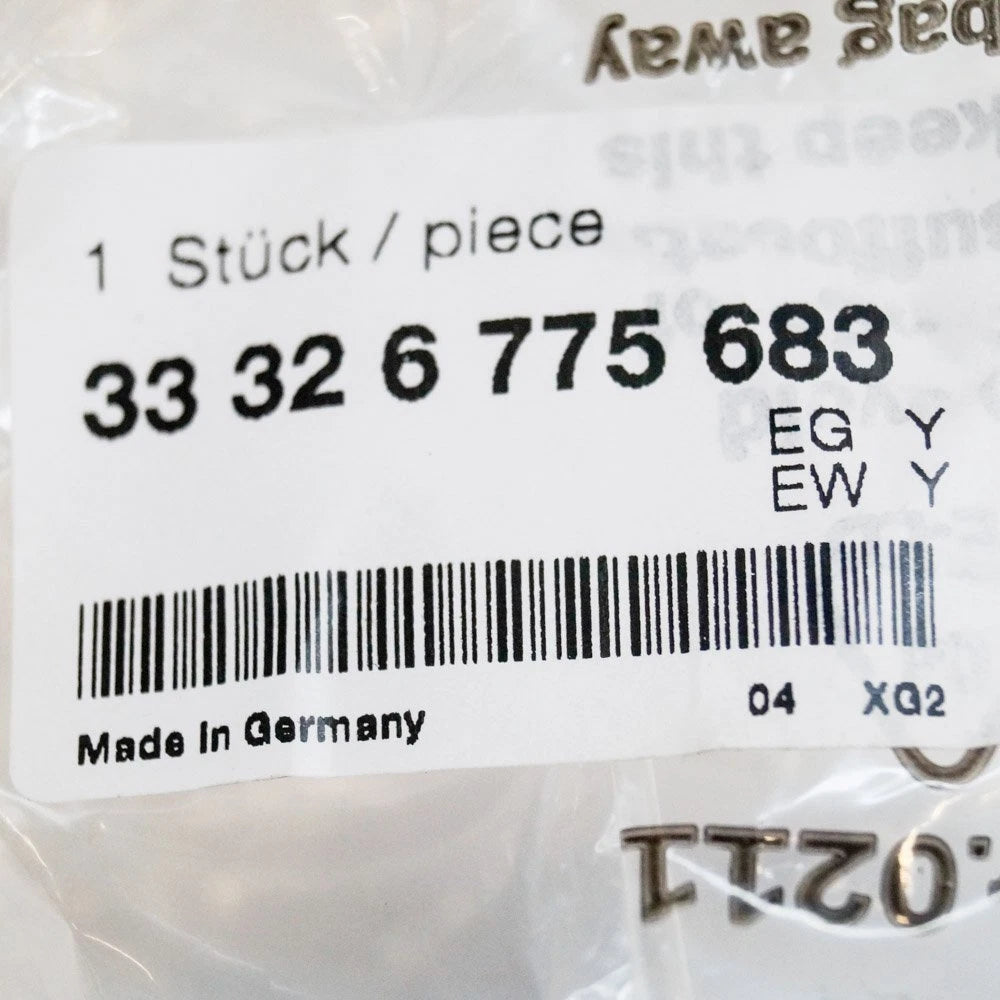 bag away
keep this
1 Stück / piece
33 32 6 775 683
EG Y
EW Y
04 XG2
Made In Germany
.0211